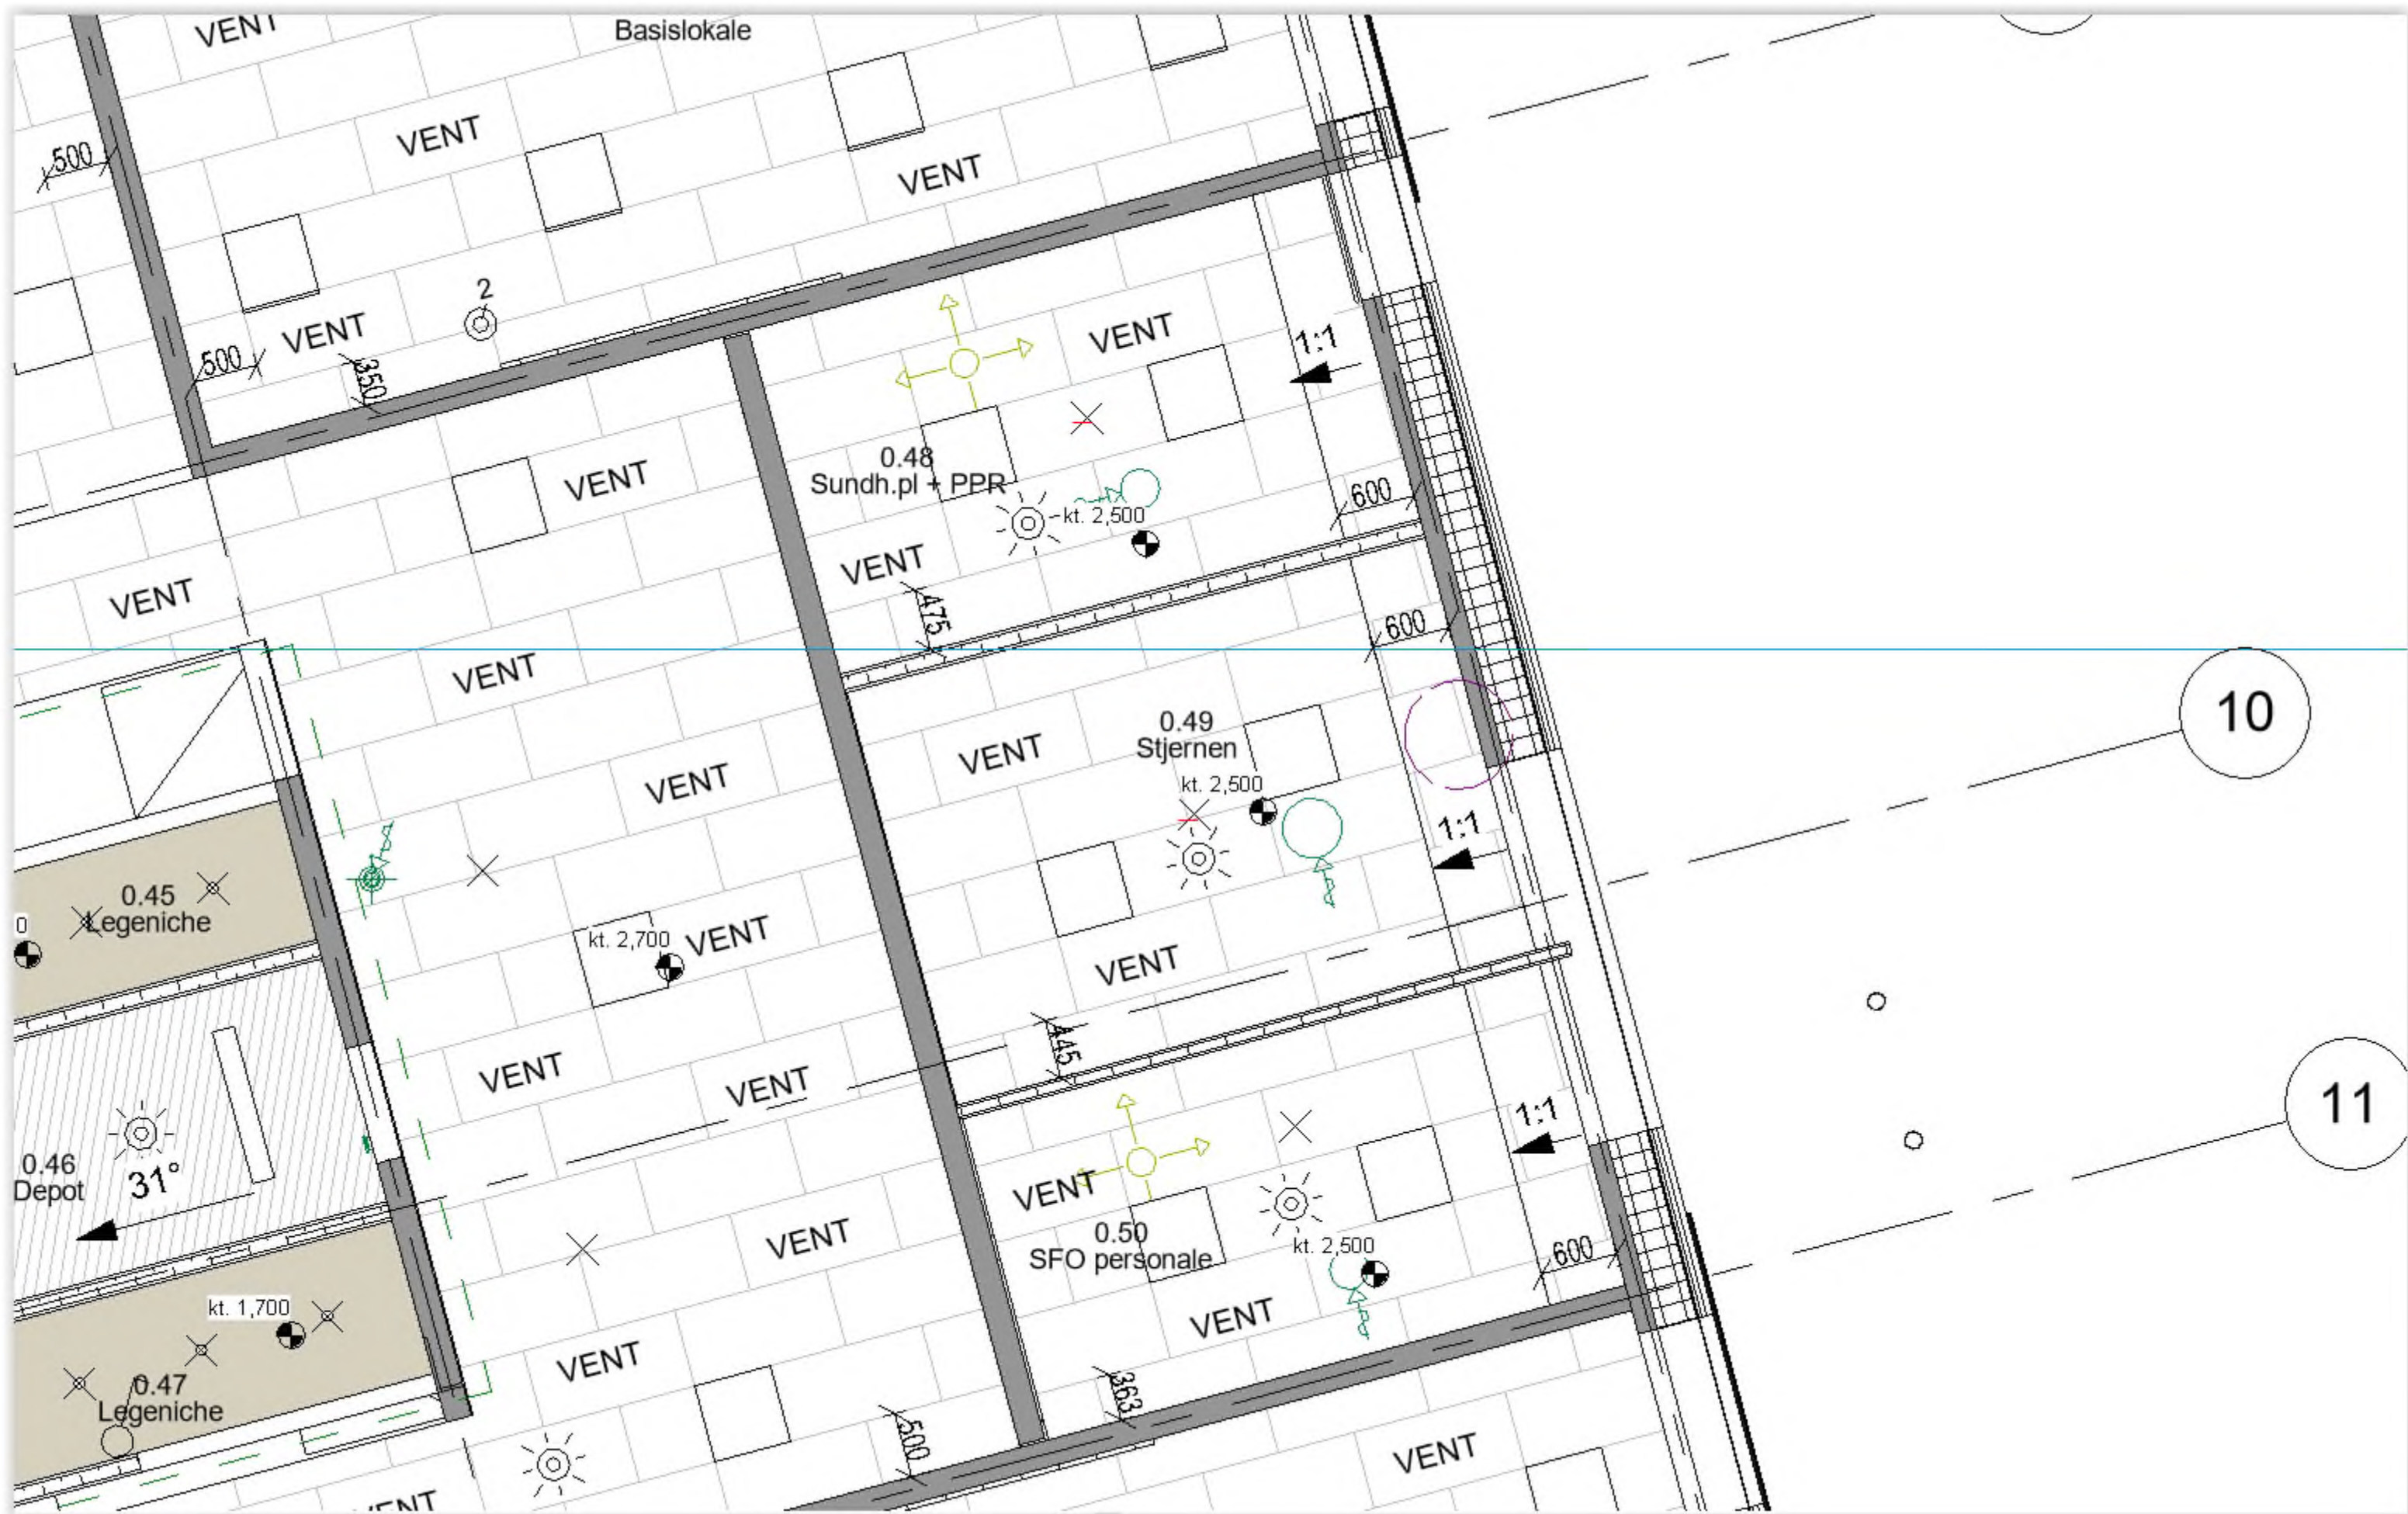 VENT
Basislokale
VENT
500
VENT
2
VENT
500
350
VENT
1:1
0.48
Sundh.pl + PPR
VENT
600
kt. 2,500
VENT
VENT
475
600
VENT
0.49
Stjernen
VENT
kt. 2,500
VENT
1:1
10
0.45
Legeniche
0
kt. 2,700
VENT
VENT
445
VENT
VENT
1:1
11
0.46
Depot
31°
VENT
0.50
SFO personale
VENT
kt. 2,500
600
kt. 1,700
VENT
VENT
363
0.47
Legeniche
500
VENT
VENT